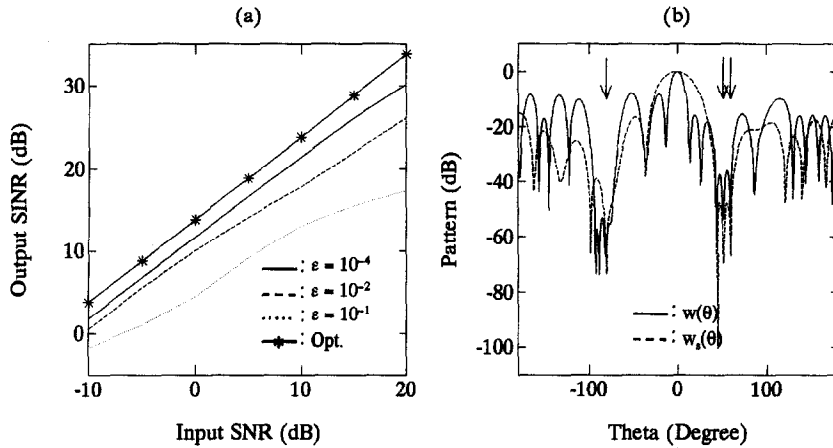 (a)
Output SINR (dB)
30
20
10
0
-10
0
10
20
Input SNR (dB)
: ε = 10⁻⁴
: ε = 10⁻²
: ε = 10⁻¹
: Opt.
(b)
Pattern (dB)
0
-20
-40
-60
-80
-100
-100
0
100
Theta (Degree)
: w(θ)
: wₛ(θ)